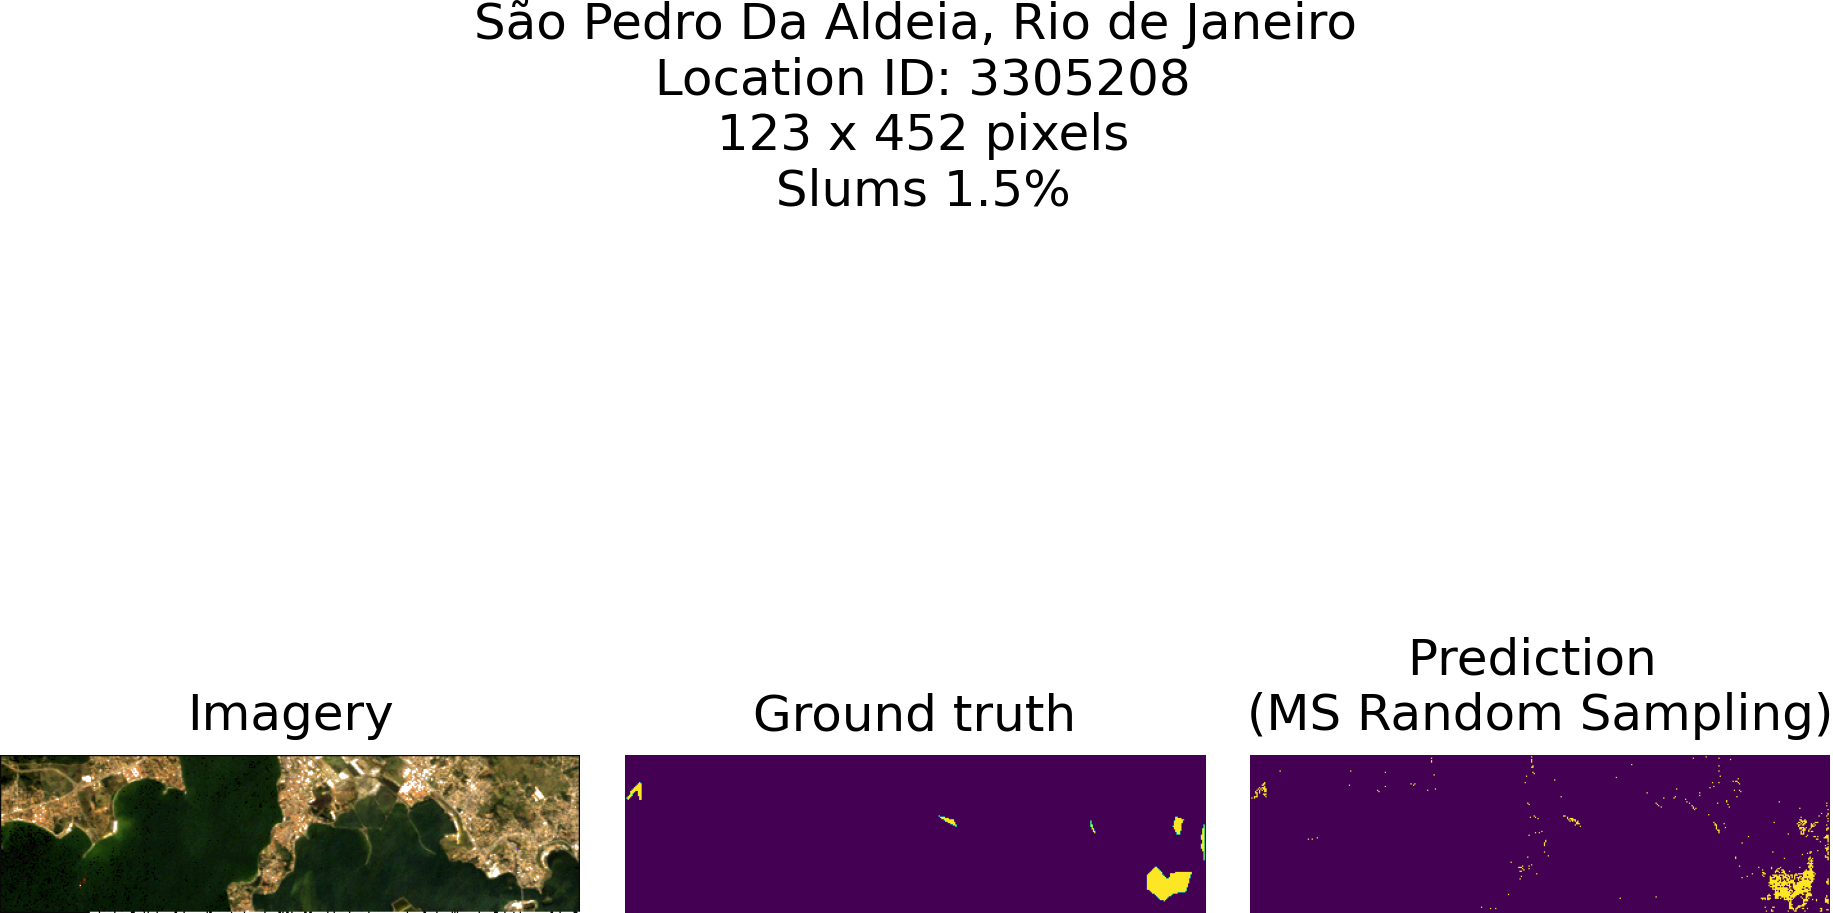 São Pedro Da Aldeia, Rio de Janeiro
Location ID: 3305208
123 x 452 pixels
Slums 1.5%
Imagery
Ground truth
Prediction
(MS Random Sampling)